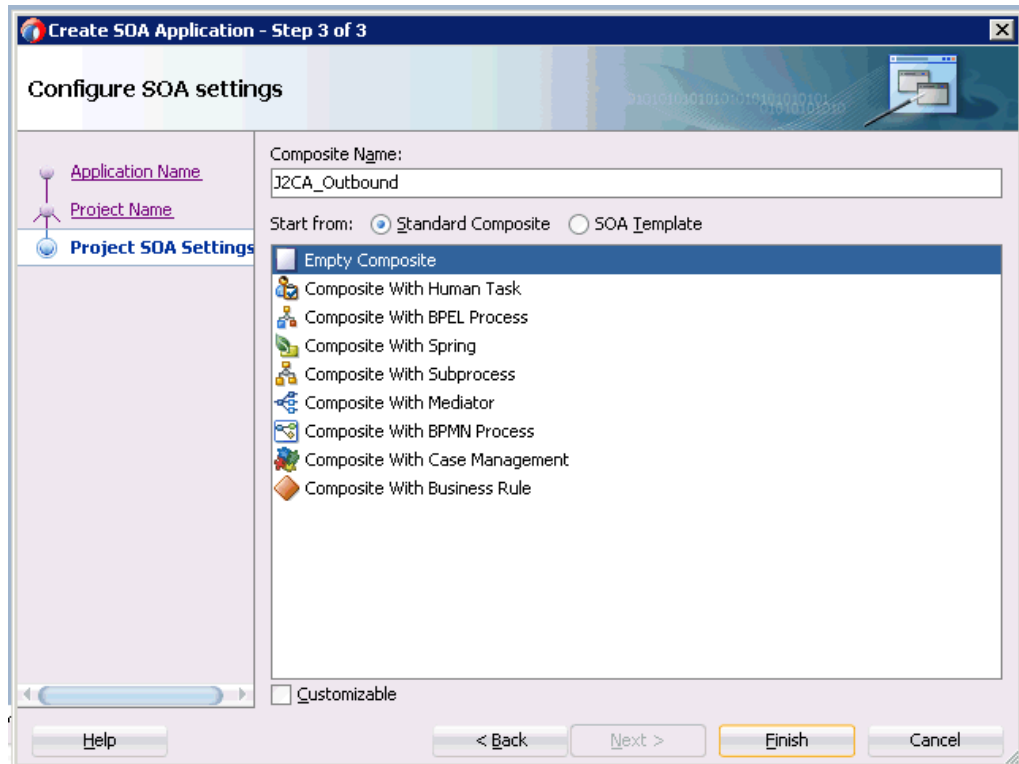 Create SOA Application - Step 3 of 3
Configure SOA settings
Application Name
Project Name
Project SOA Settings
Composite Name:
J2CA_Outbound
Start from: Standard Composite SOA Template
Empty Composite
Composite With Human Task
Composite With BPEL Process
Composite With Spring
Composite With Subprocess
Composite With Mediator
Composite With BPMN Process
Composite With Case Management
Composite With Business Rule
Customizable
Help < Back Next > Finish Cancel